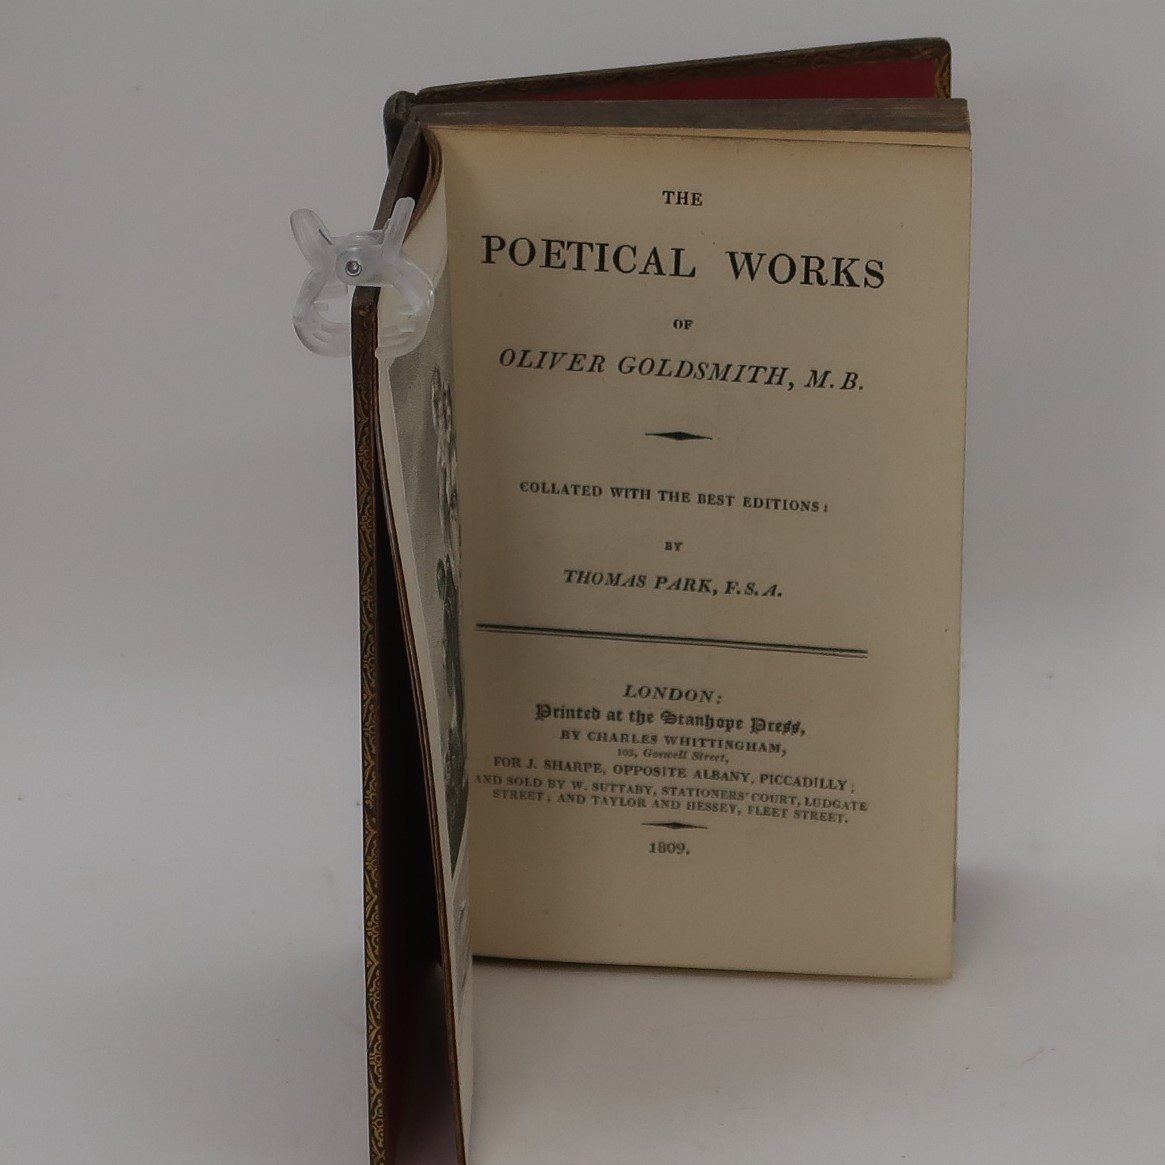 THE
POETICAL WORKS
OF
OLIVER GOLDSMITH, M. B.
COLLATED WITH THE BEST EDITIONS:
BY
THOMAS PARK, F. S. A.
LONDON:
Printed at the Stanhope Press,
BY CHARLES WHITTINGHAM,
103, Goswell Street,
FOR J. SHARPE, OPPOSITE ALBANY, PICCADILLY;
AND SOLD BY W. SUTTABY, STATIONERS' COURT, LUDGATE
STREET; AND TAYLOR AND HESSEY, FLEET STREET.
1809.